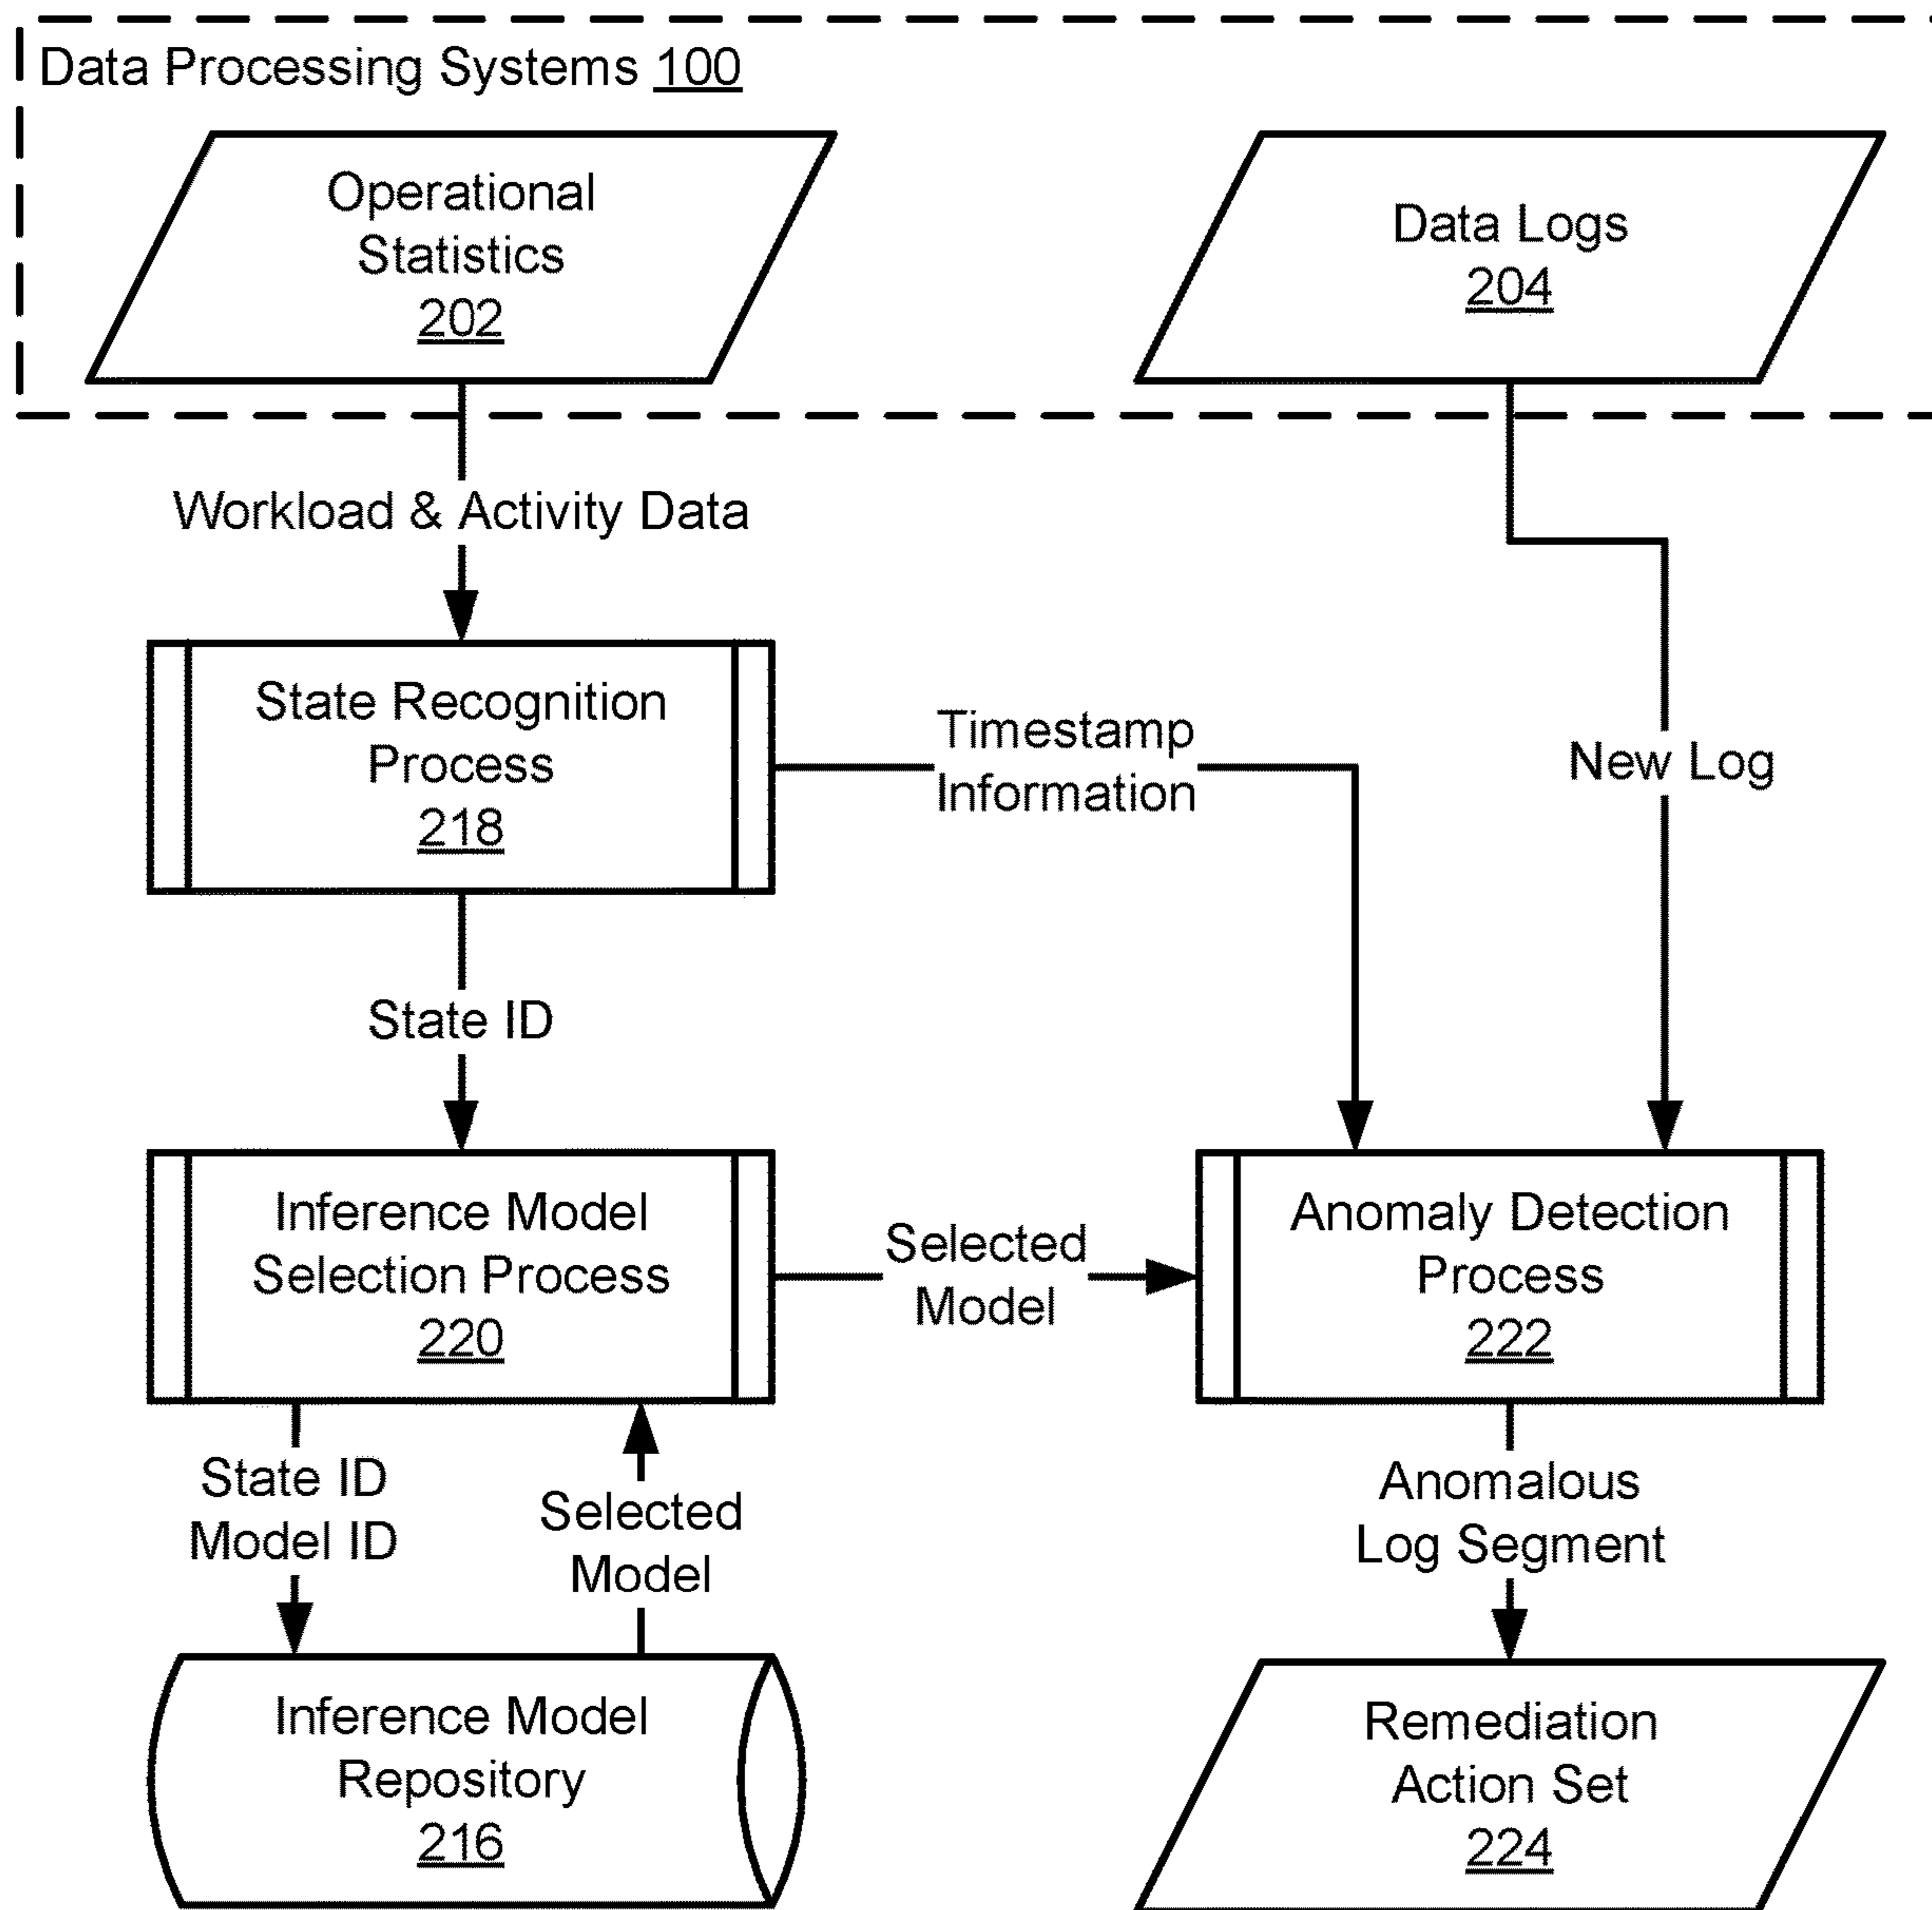 Data Processing Systems 100
Operational
Statistics
202
Data Logs
204
Workload & Activity Data
State Recognition
Process
218
Timestamp
Information
New Log
State ID
Inference Model
Selection Process
220
Selected
Model
Anomaly Detection
Process
222
State ID
Model ID
Selected
Model
Anomalous
Log Segment
Inference Model
Repository
216
Remediation
Action Set
224